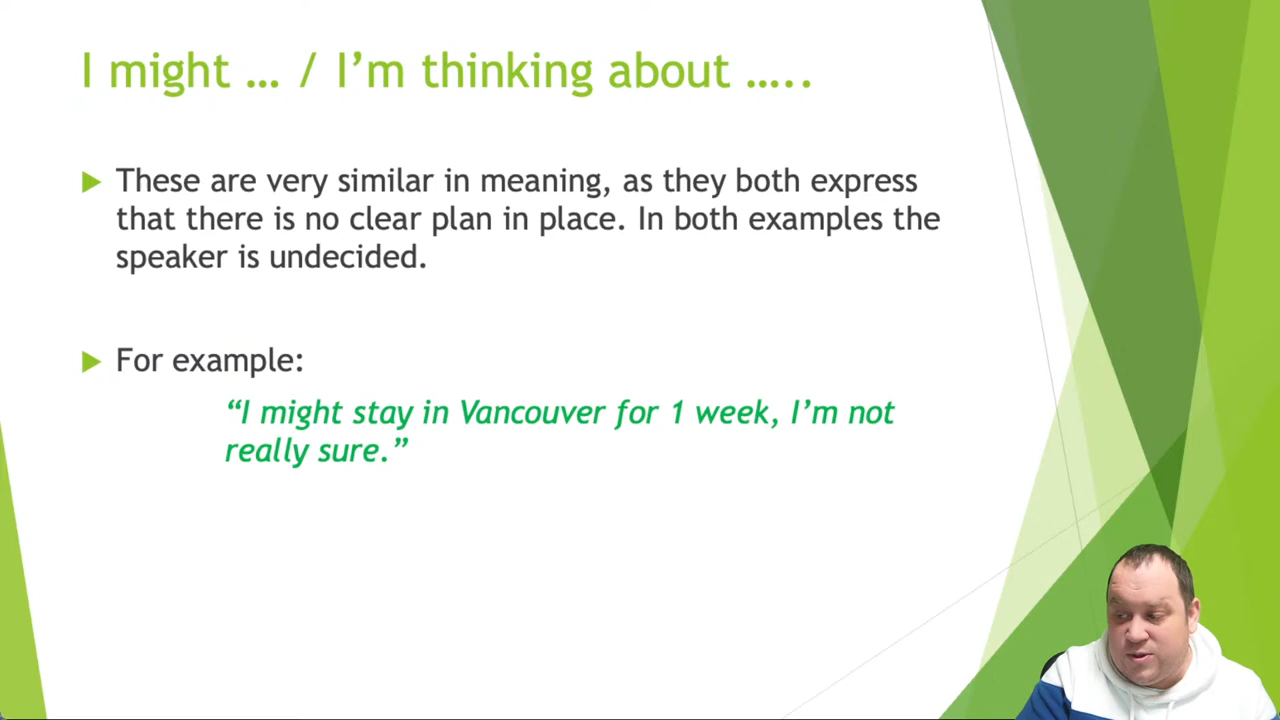 I might … / I’m thinking about …..
These are very similar in meaning, as they both express
that there is no clear plan in place. In both examples the
speaker is undecided.
For example:
“I might stay in Vancouver for 1 week, I’m not
really sure.”